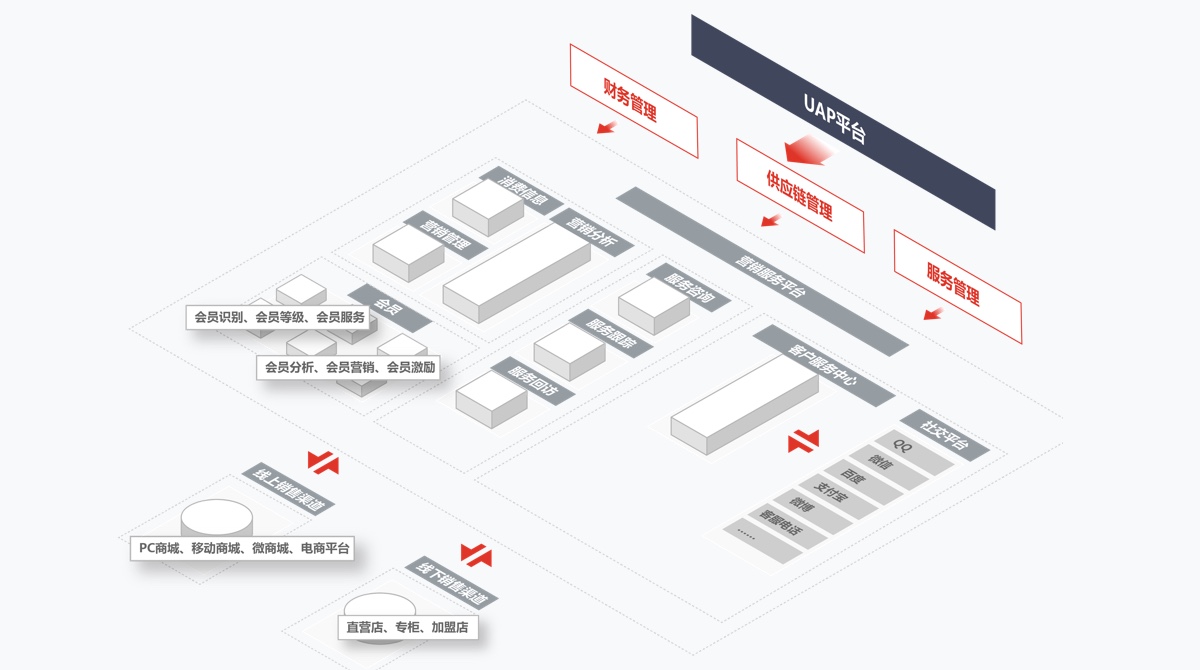 UAP平台
财务管理
供应链管理
服务管理
营销服务平台
消费信息
营销管理
营销分析
会员
会员识别、会员等级、会员服务
会员分析、会员营销、会员激励
服务咨询
服务跟踪
服务回访
客户服务中心
社交平台
QQ
微信
百度
支付宝
微博
客服电话
······
线上销售渠道
PC商城、移动商城、微商城、电商平台
线下销售渠道
直营店、专柜、加盟店